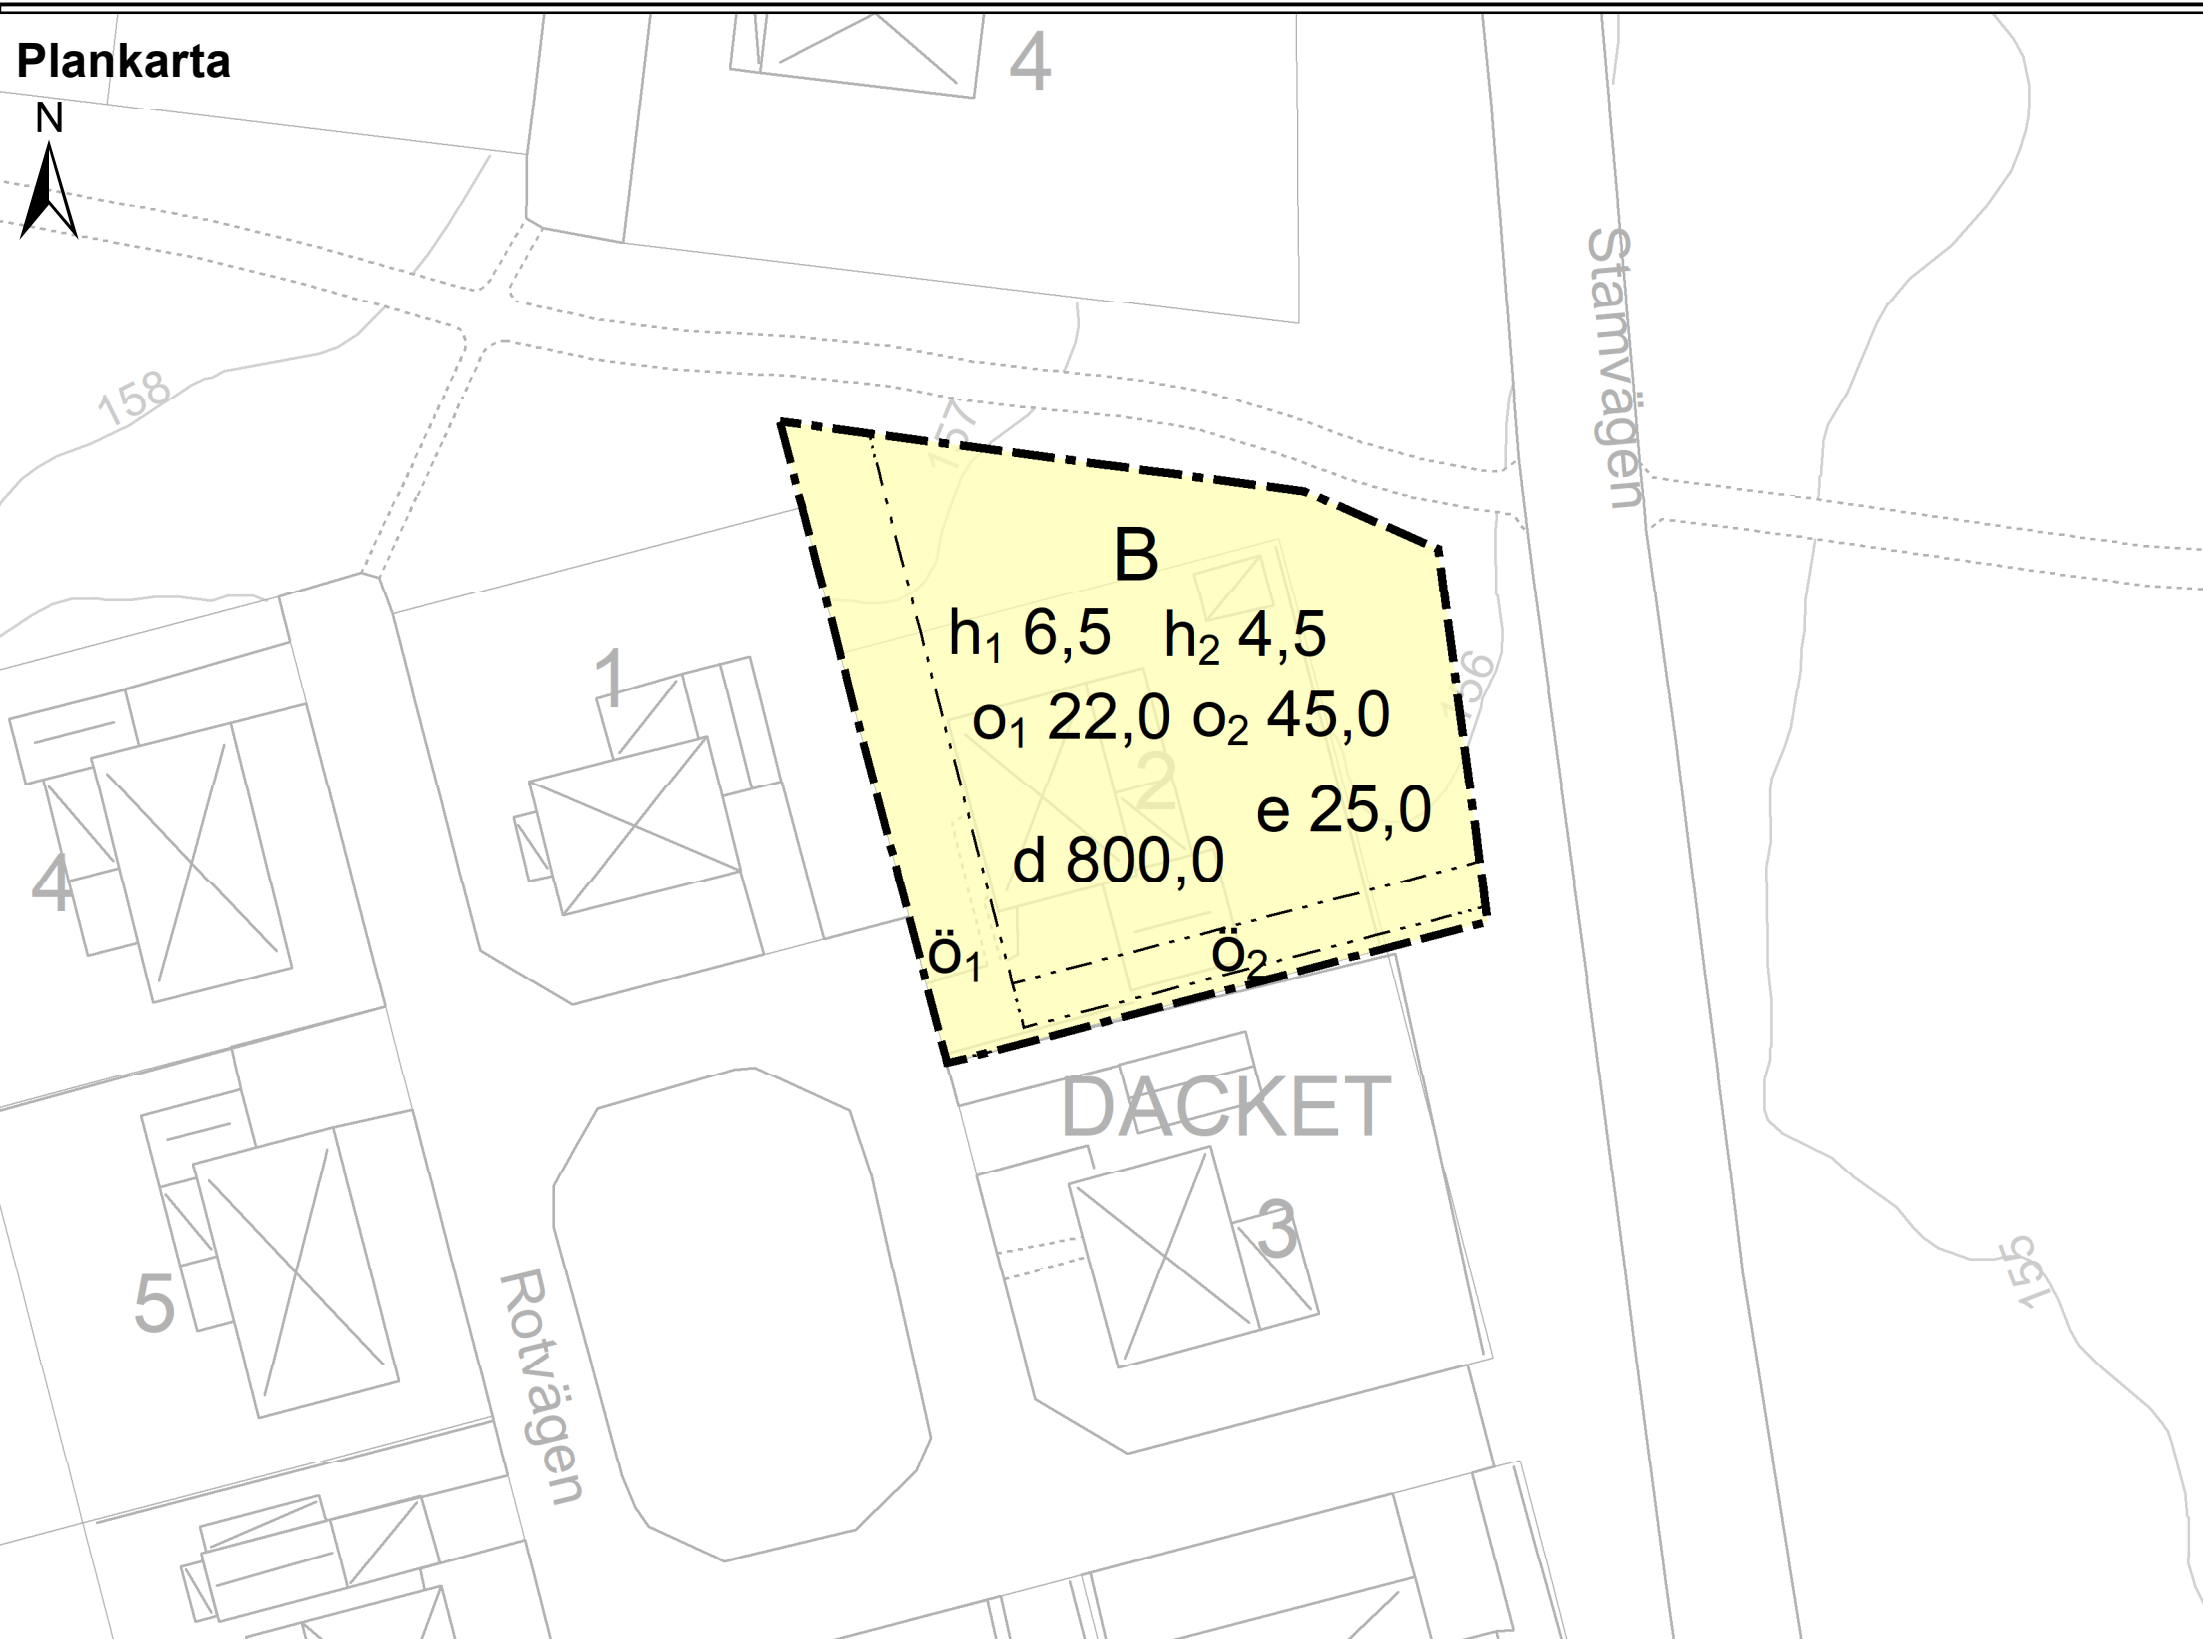 Plankarta
N
4
Stamvägen
158
157
B
h₁ 6,5 h₂ 4,5
1
156
o₁ 22,0 o₂ 45,0
2
e 25,0
d 800,0
4
ö₁
ö₂
DACKET
3
155
5
Rotvägen